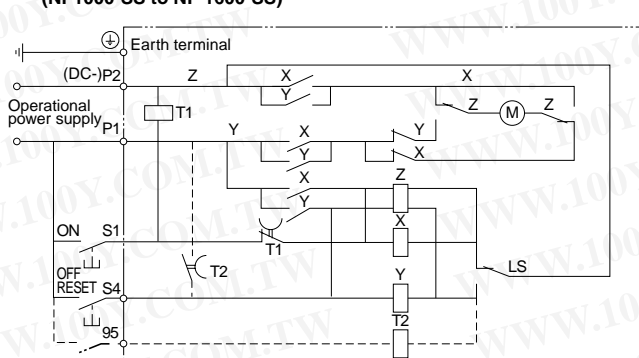 (NF1000-SS to NF-1600-SS)
Earth terminal
(DC-)P2
Z
X
X
Y
Z
M
Z
T1
Operational
power supply
P1
Y
X
Y
Y
X
X
Z
Y
X
ON
S1
T1
OFF
RESET
S4
T2
LS
Y
T2
95
WWW.100Y.COM.TW